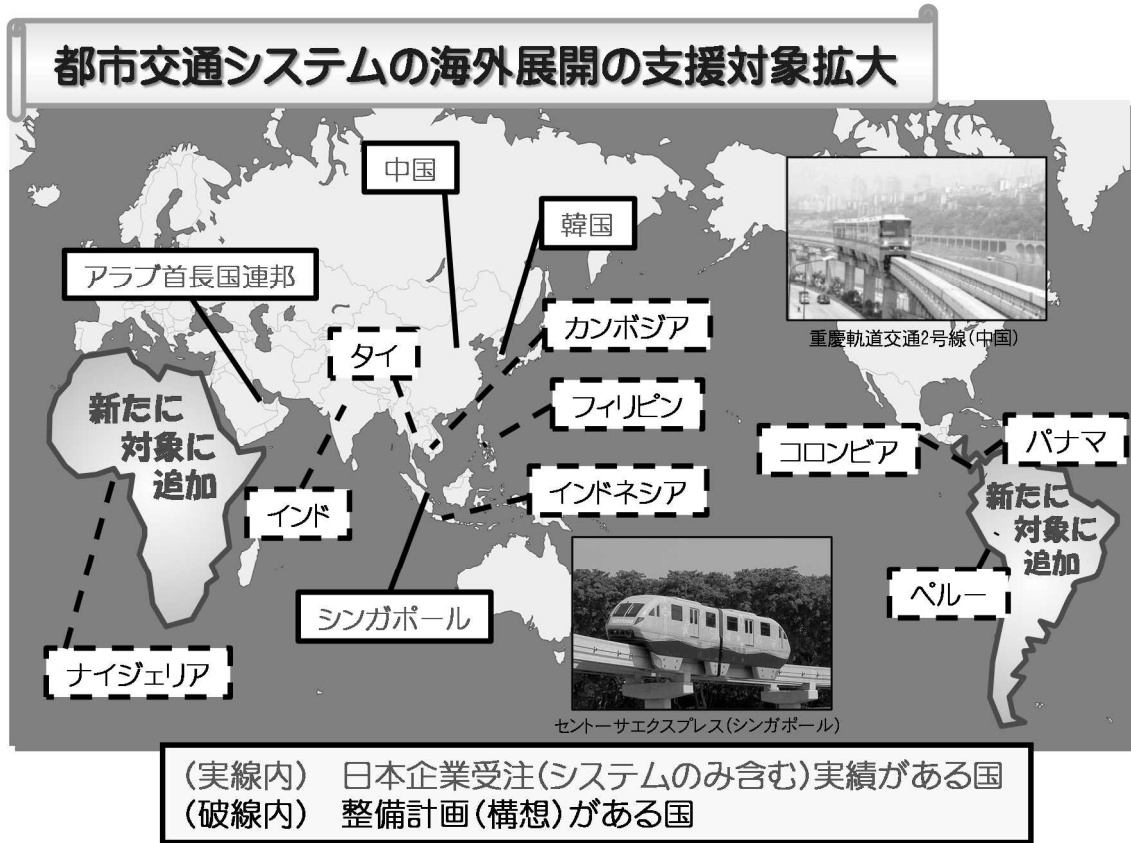 都市交通システムの海外展開の支援対象拡大
中国
韓国
アラブ首長国連邦
重慶軌道交通2号線(中国)
カンボジア
タイ
フィリピン
新たに
対象に
追加
コロンビア
パナマ
インドネシア
インド
新たに
対象に
追加
ペルー
シンガポール
ナイジェリア
セントーサエクスプレス(シンガポール)
(実線内) 日本企業受注(システムのみ含む)実績がある国
(破線内) 整備計画(構想)がある国